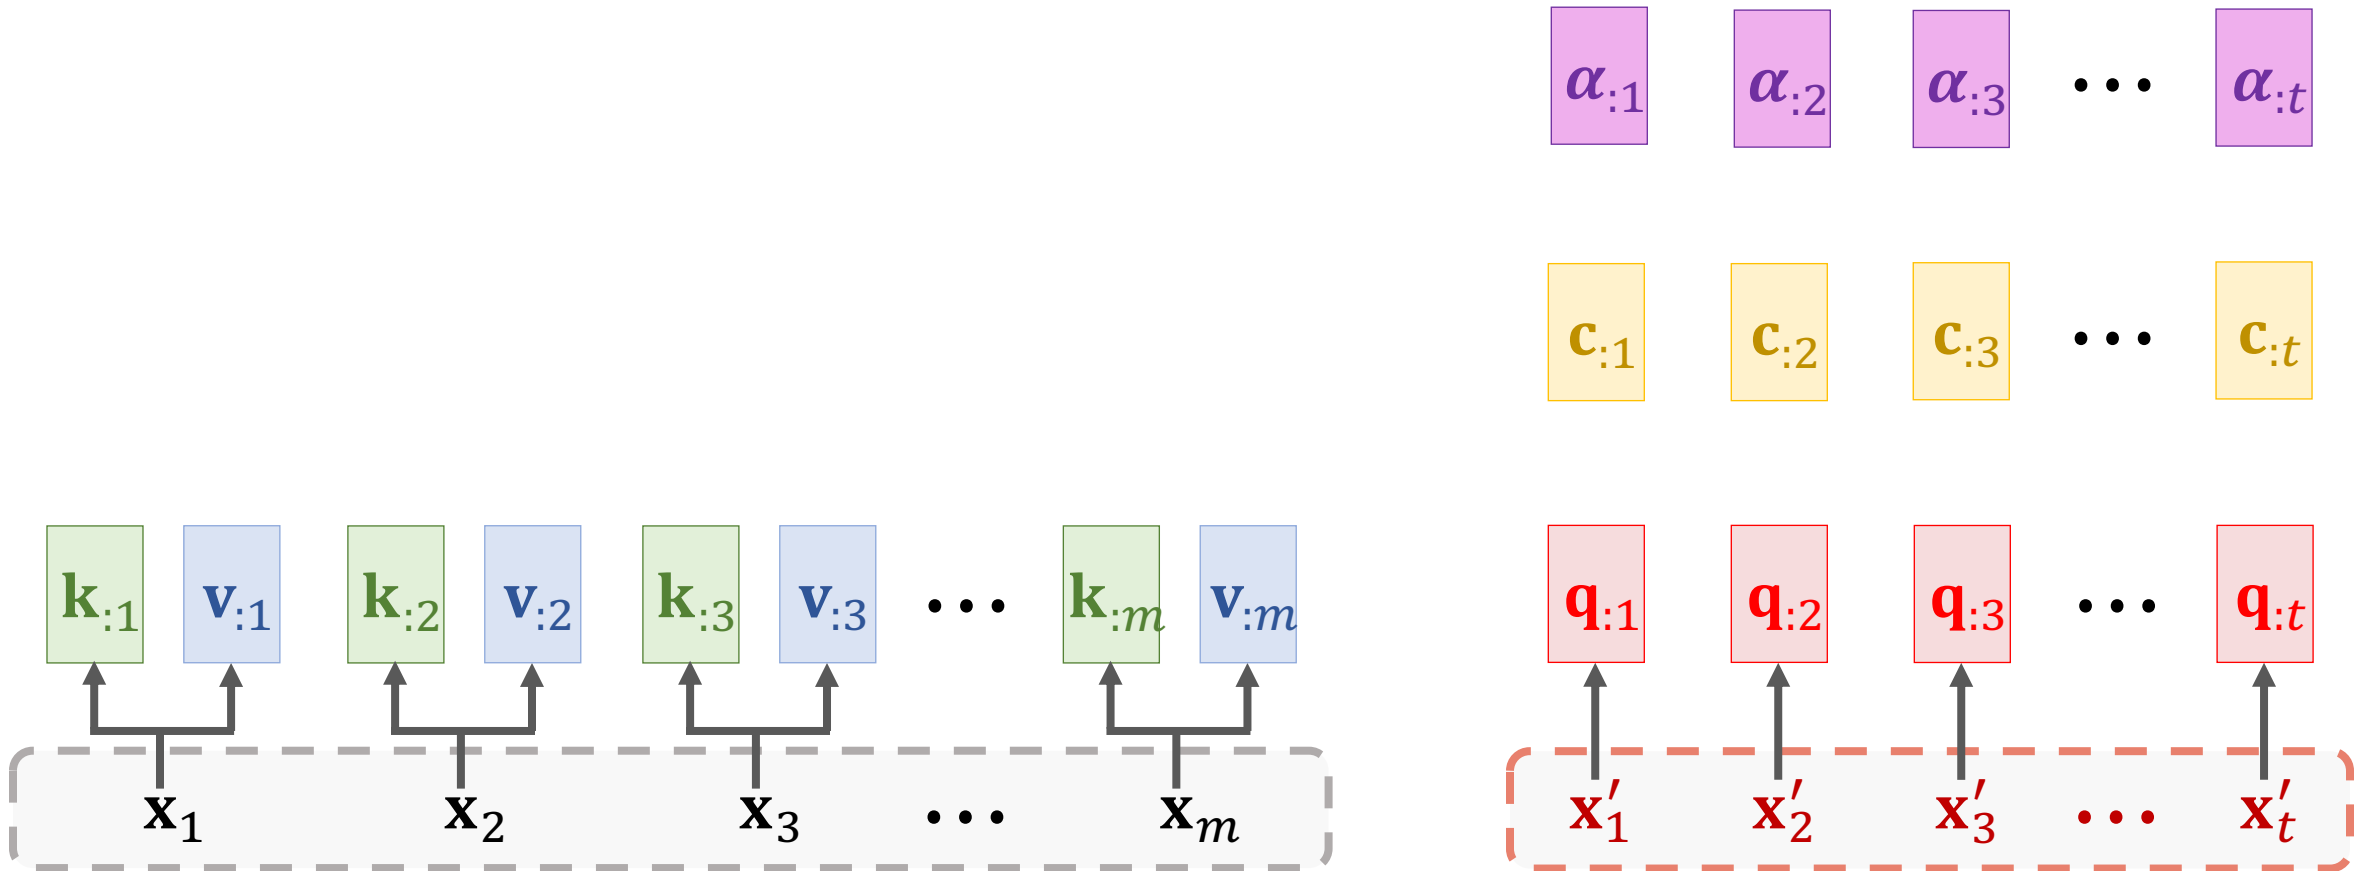 𝜶:1 𝜶:2 𝜶:3 ••• 𝜶:t
c:1 c:2 c:3 ••• c:t
k:1 v:1 k:2 v:2 k:3 v:3 ••• k:m v:m q:1 q:2 q:3 ••• q:t
x1 x2 x3 ••• xm x′1 x′2 x′3 ••• x′t